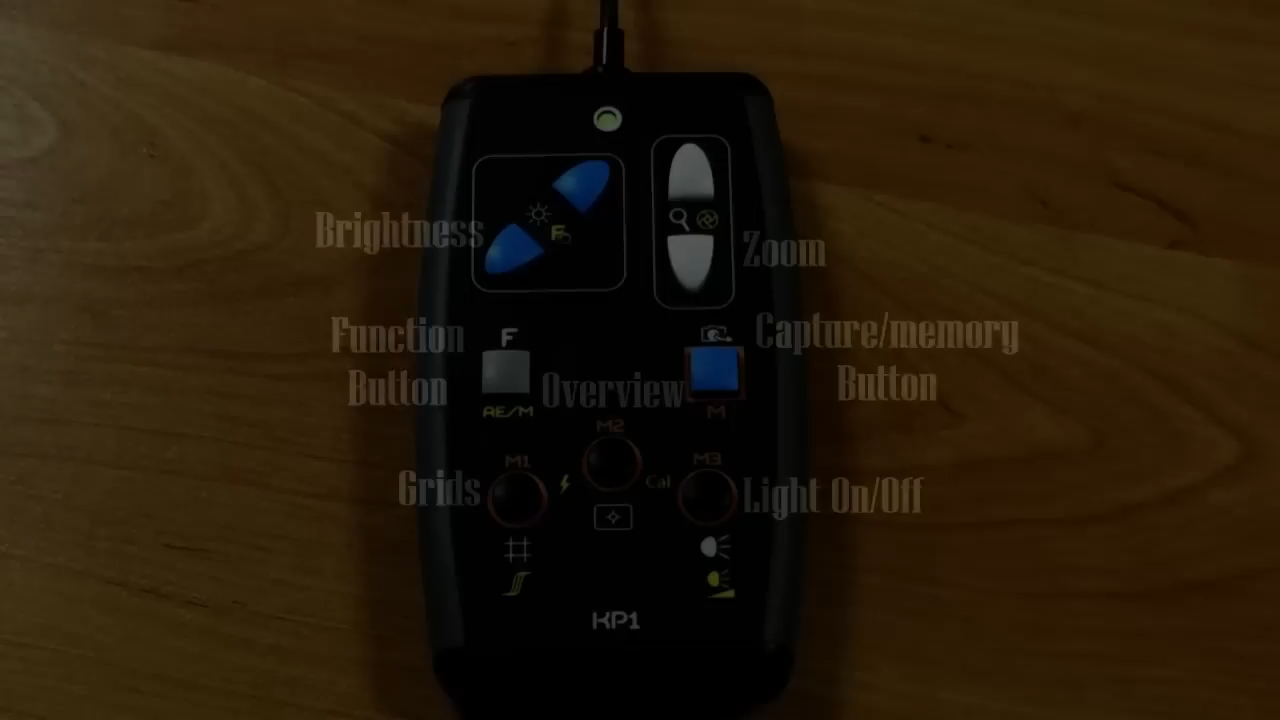 Brightness
F
Zoom
Function
Button
F
Capture/memory
Button
AE/M
Overview
M
M2
M1
M3
Grids
Cal
Light On/Off
KP1